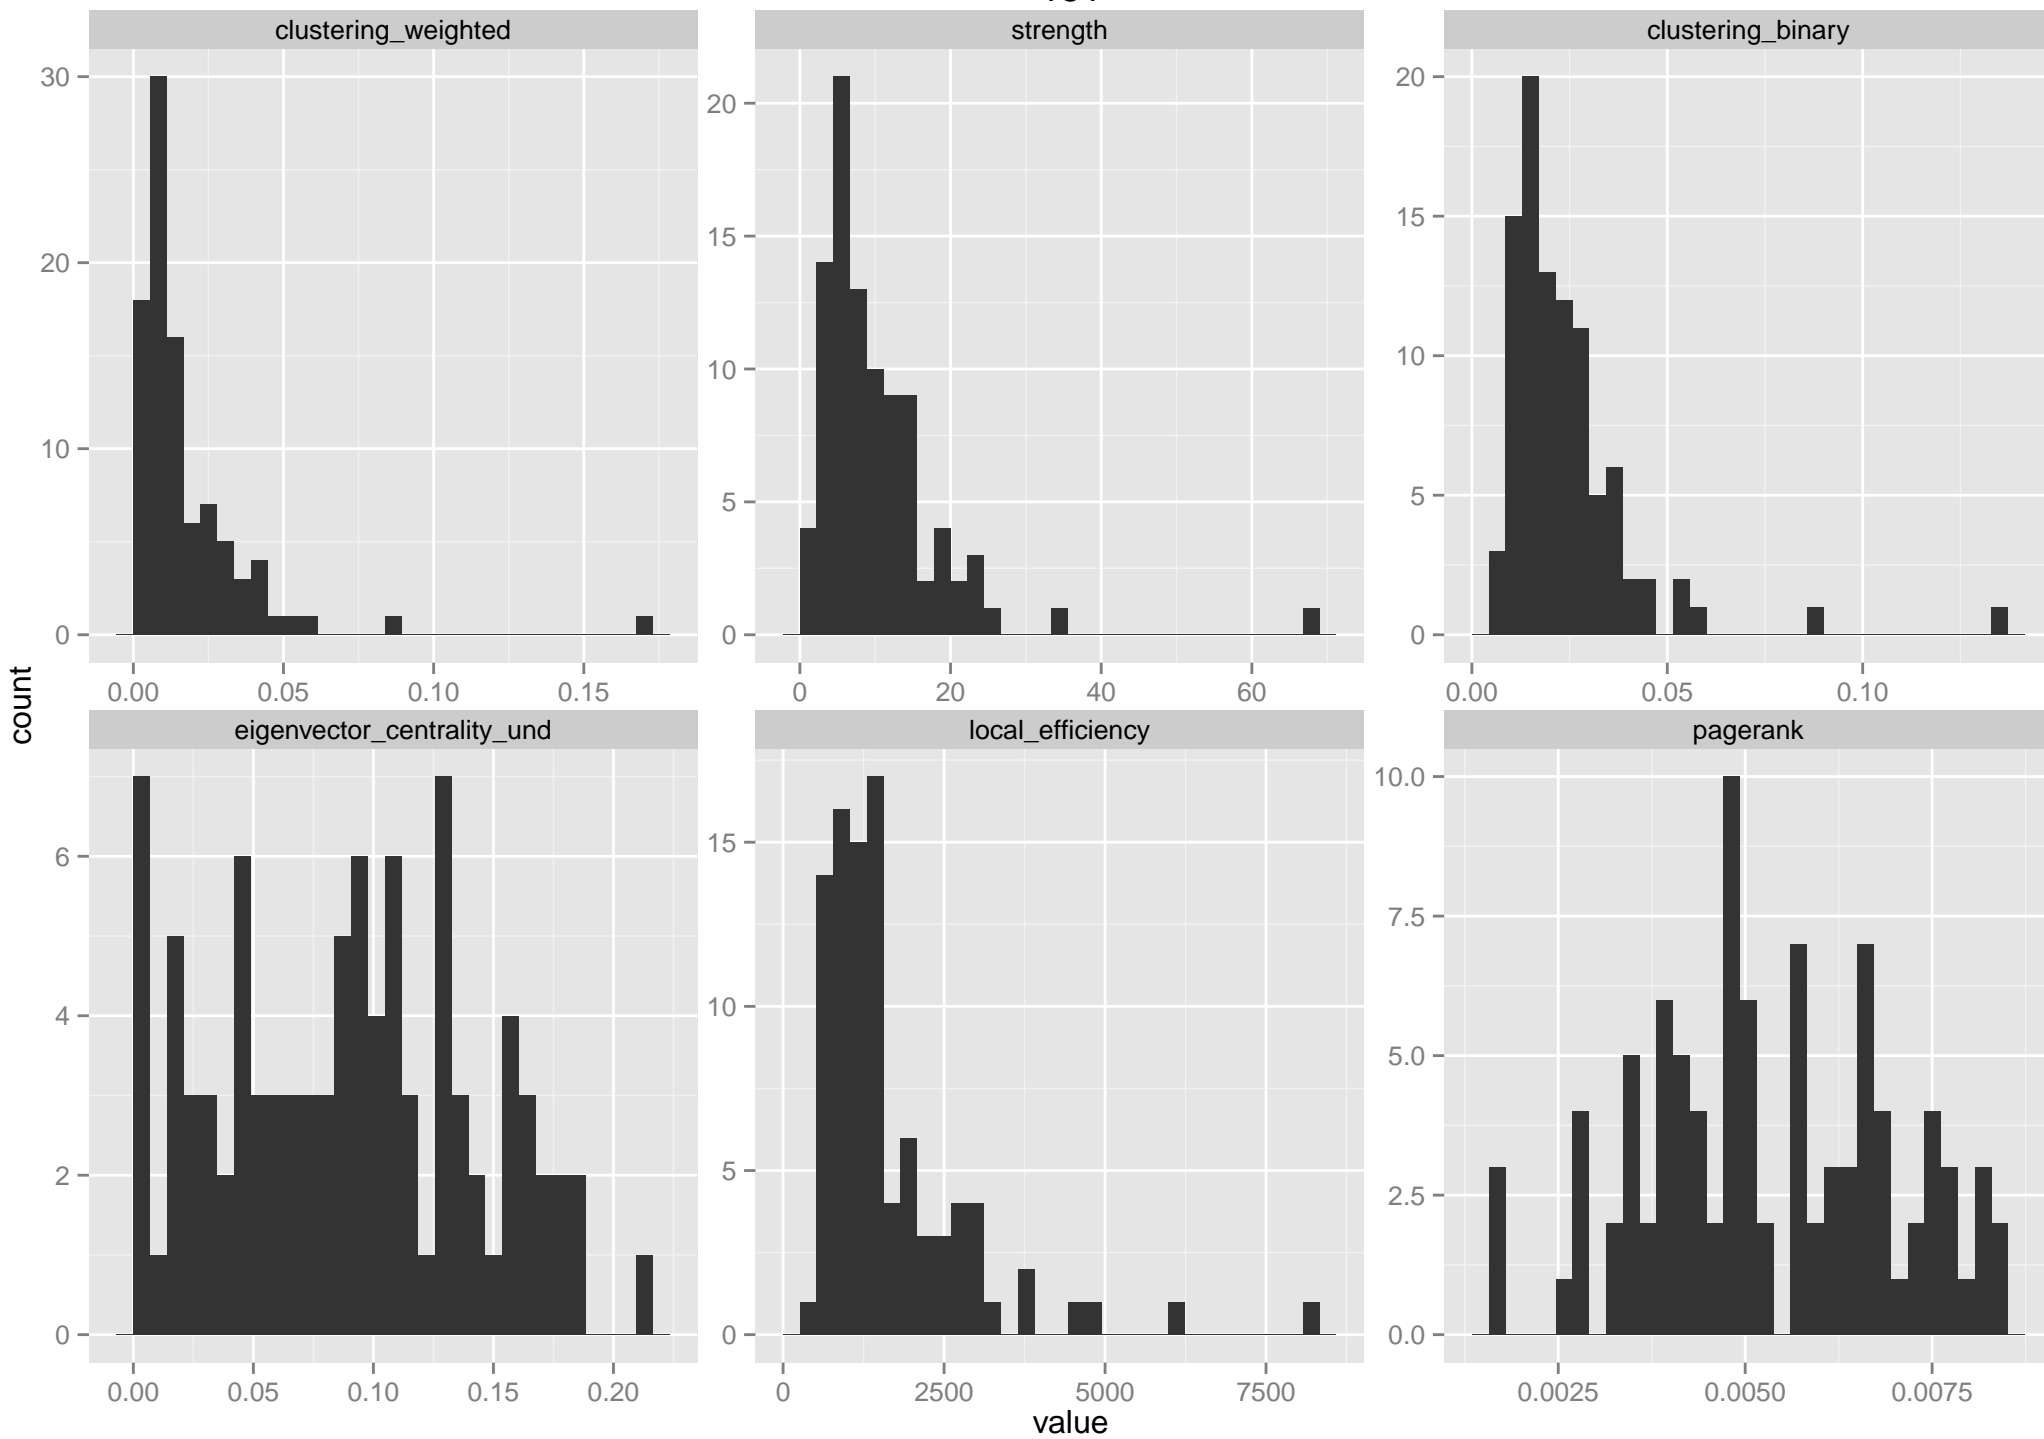 clustering_weighted strength clustering_binary
30
20
10
0
20
15
10
5
0
20
15
10
5
0
0.00 0.05 0.10 0.15
0 20 40 60
0.00 0.05 0.10
count
eigenvector_centrality_und local_efficiency pagerank
6
4
2
0
15
10
5
0
10.0
7.5
5.0
2.5
0.0
0.00 0.05 0.10 0.15 0.20
0 2500 5000 7500
0.0025 0.0050 0.0075
value